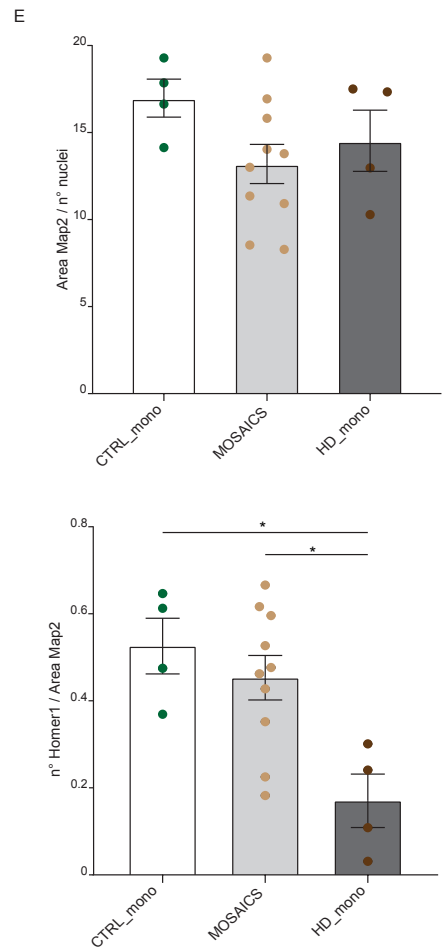 E
Area Map2 / n° nuclei
20
15
10
5
0
CTRL_mono
MOSAICS
HD_mono
n° Homer1 / Area Map2
0.8
0.6
0.4
0.2
0
*
*
CTRL_mono
MOSAICS
HD_mono